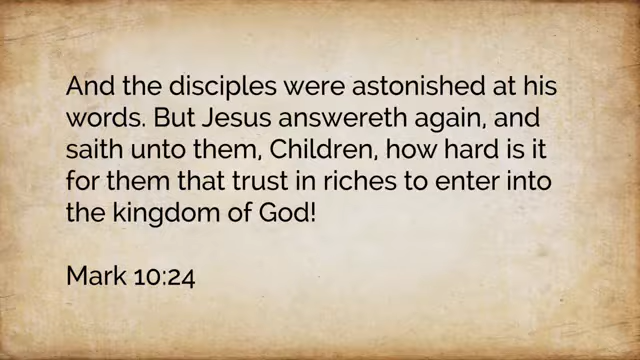 And the disciples were astonished at his
words. But Jesus answereth again, and
saith unto them, Children, how hard is it
for them that trust in riches to enter into
the kingdom of God!
Mark 10:24